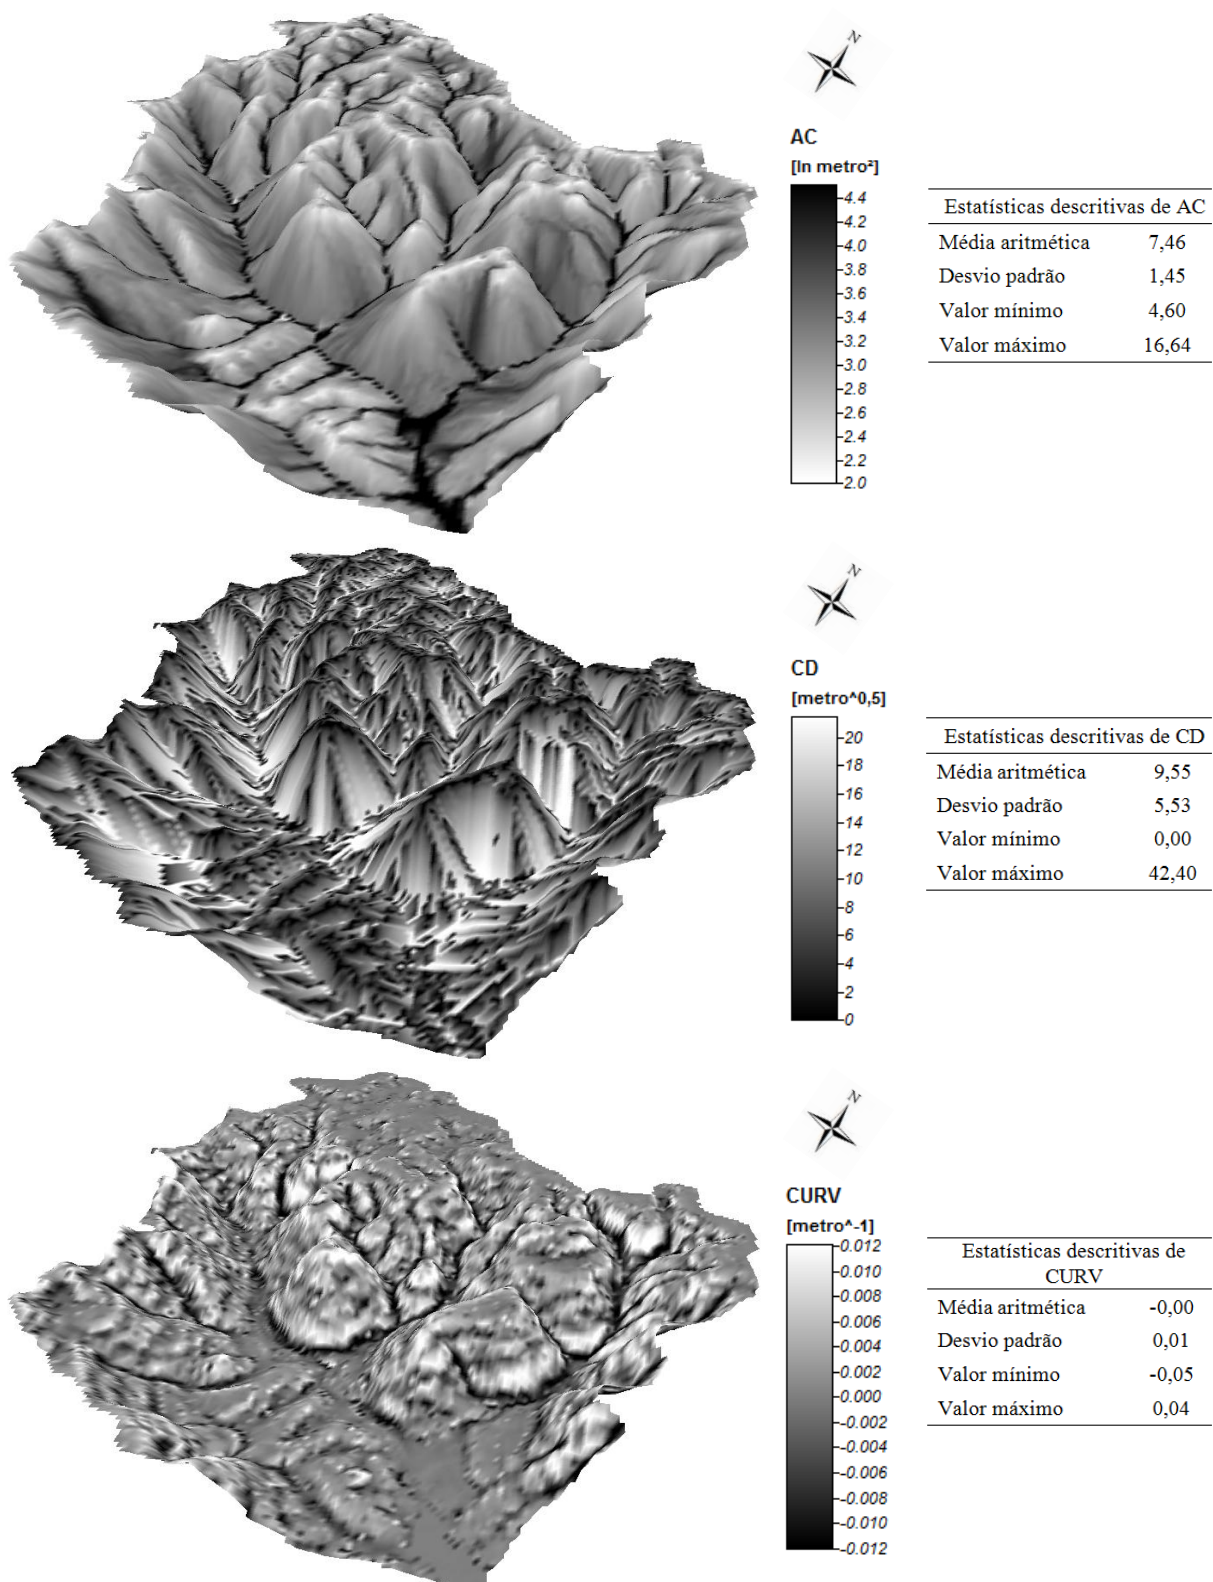 N
AC
[ln metro²]
4.4
4.2
4.0
3.8
3.6
3.4
3.2
3.0
2.8
2.6
2.4
2.2
2.0
Estatísticas descritivas de AC
Média aritmética 7,46
Desvio padrão 1,45
Valor mínimo 4,60
Valor máximo 16,64
N
CD
[metro^0,5]
20
18
16
14
12
10
8
6
4
2
0
Estatísticas descritivas de CD
Média aritmética 9,55
Desvio padrão 5,53
Valor mínimo 0,00
Valor máximo 42,40
N
CURV
[metro^-1]
0.012
0.010
0.008
0.006
0.004
0.002
0.000
-0.002
-0.004
-0.006
-0.008
-0.010
-0.012
Estatísticas descritivas de
CURV
Média aritmética -0,00
Desvio padrão 0,01
Valor mínimo -0,05
Valor máximo 0,04